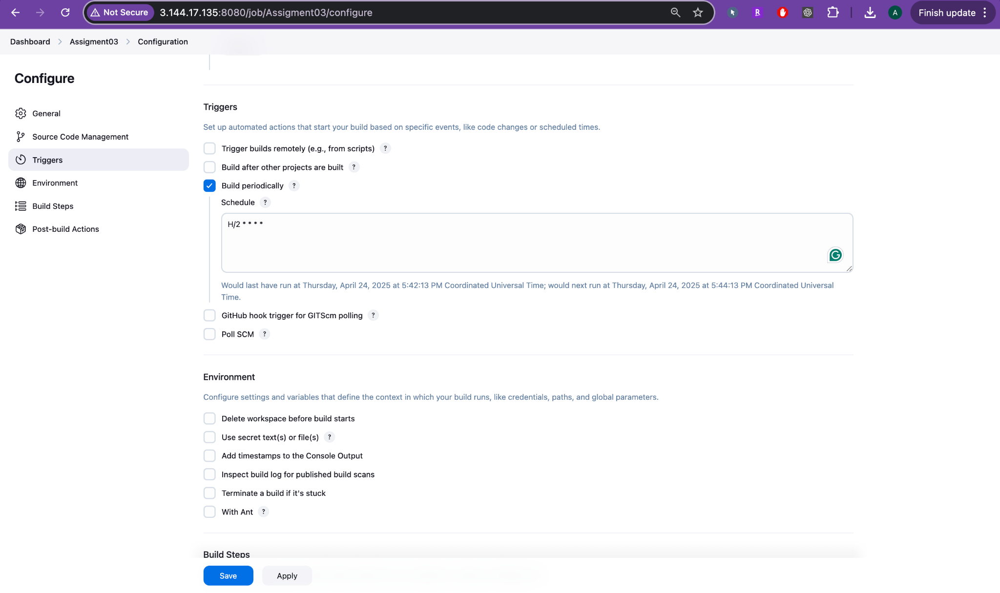 Not Secure 3.144.17.135:8080/job/Assigment03/configure R A Finish update
Dashboard Assigment03 Configuration
Configure
General
Source Code Management
Triggers
Environment
Build Steps
Post-build Actions
Triggers
Set up automated actions that start your build based on specific events, like code changes or scheduled times.
Trigger builds remotely (e.g., from scripts) ?
Build after other projects are built ?
Build periodically ?
Schedule ?
H/2 * * * *
Would last have run at Thursday, April 24, 2025 at 5:42:13 PM Coordinated Universal Time; would next run at Thursday, April 24, 2025 at 5:44:13 PM Coordinated Universal
Time.
GitHub hook trigger for GITScm polling ?
Poll SCM ?
Environment
Configure settings and variables that define the context in which your build runs, like credentials, paths, and global parameters.
Delete workspace before build starts
Use secret text(s) or file(s) ?
Add timestamps to the Console Output
Inspect build log for published build scans
Terminate a build if it's stuck
With Ant ?
Build Steps
Save Apply